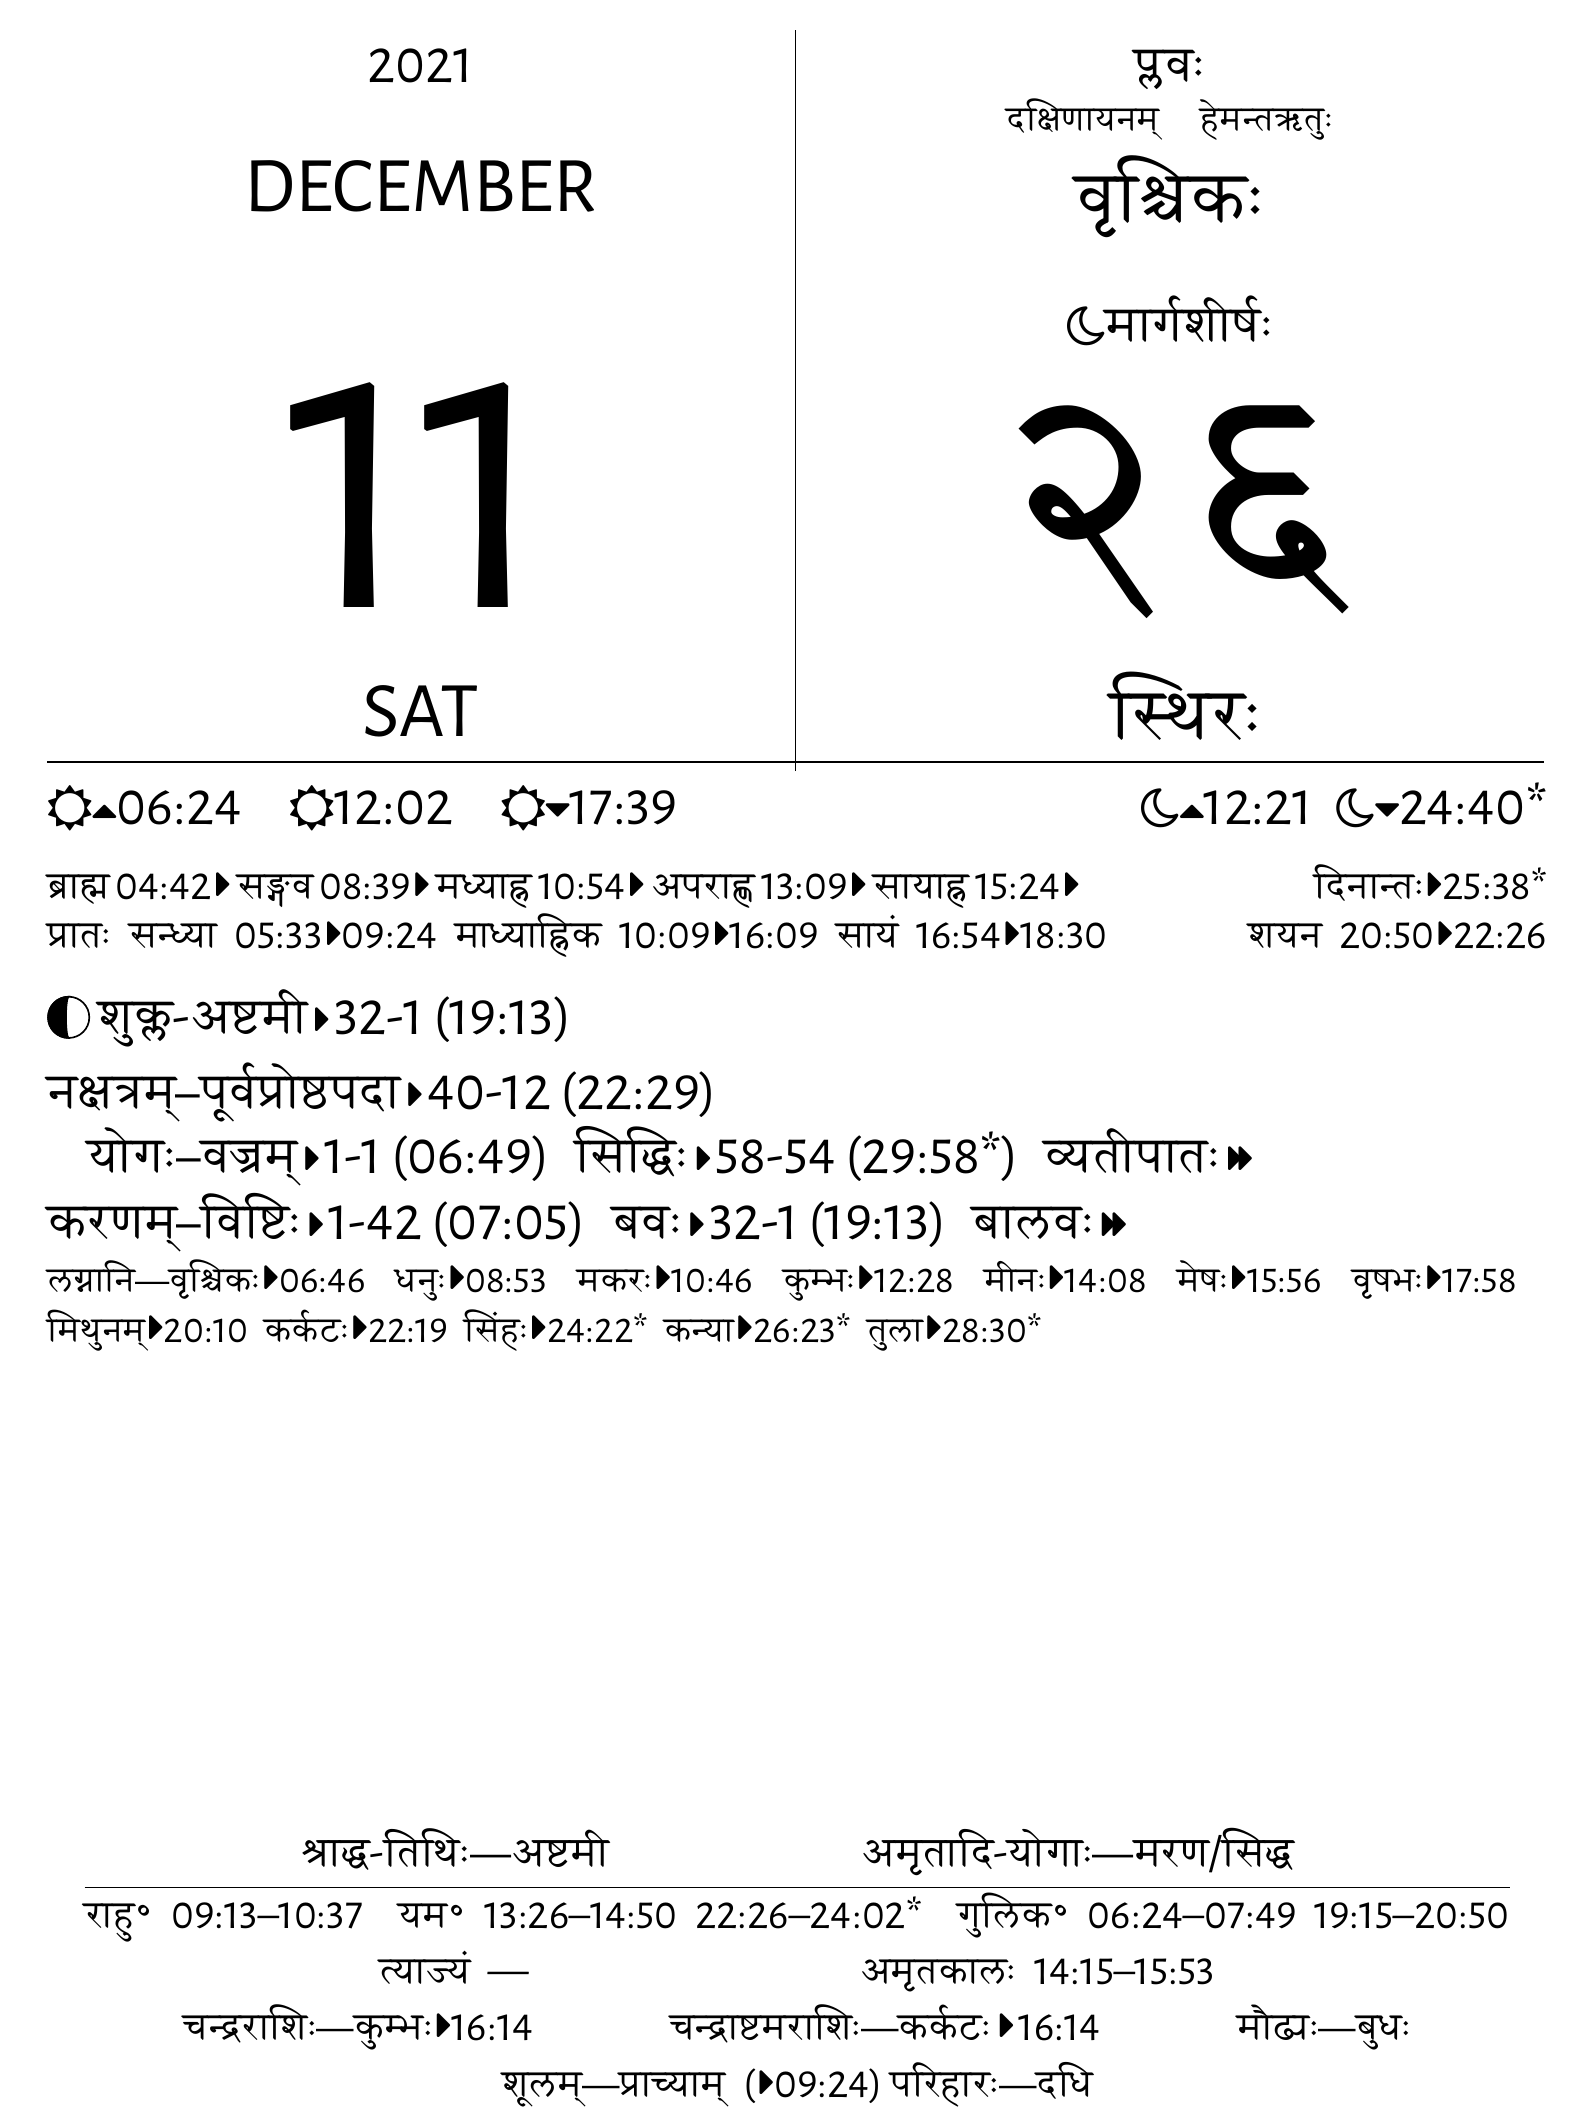 2021
DECEMBER
11
SAT
प्लवः
दक्षिणायनम् हेमन्तऋतुः
वृश्चिकः
मार्गशीर्षः
२६
स्थिरः
06:24 12:02 17:39 12:21 24:40*
ब्राह्म 04:42 सङ्गव 08:39 मध्याह्न 10:54 अपराह्ण 13:09 सायाह्न 15:24 दिनान्तः 25:38*
प्रातः सन्ध्या 05:33 09:24 माध्याह्निक 10:09 16:09 सायं 16:54 18:30 शयन 20:50 22:26
शुक्ल-अष्टमी 32-1 (19:13)
नक्षत्रम्–पूर्वप्रोष्ठपदा 40-12 (22:29)
योगः–वज्रम् 1-1 (06:49) सिद्धिः 58-54 (29:58*) व्यतीपातः
करणम्–विष्टिः 1-42 (07:05) बवः 32-1 (19:13) बालवः
लग्नानि—वृश्चिकः 06:46 धनुः 08:53 मकरः 10:46 कुम्भः 12:28 मीनः 14:08 मेषः 15:56 वृषभः 17:58
मिथुनम् 20:10 कर्कटः 22:19 सिंहः 24:22* कन्या 26:23* तुला 28:30*
श्राद्ध-तिथिः—अष्टमी अमृतादि-योगाः—मरण/सिद्ध
राहु° 09:13–10:37 यम° 13:26–14:50 22:26–24:02* गुलिक° 06:24–07:49 19:15–20:50
त्याज्यं — अमृतकालः 14:15–15:53
चन्द्रराशिः—कुम्भः 16:14 चन्द्राष्टमराशिः—कर्कटः 16:14 मौढ्यः—बुधः
शूलम्—प्राच्याम् (09:24) परिहारः—दधि